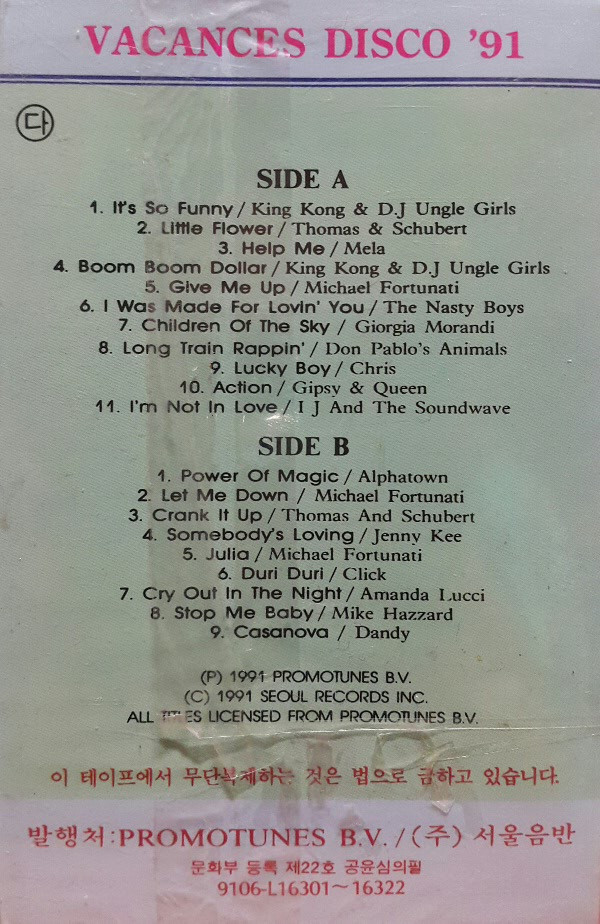 VACANCES DISCO '91
다
SIDE A
1. It's So Funny / King Kong & D.J Ungle Girls
2. Little Flower / Thomas & Schubert
3. Help Me / Mela
4. Boom Boom Dollar / King Kong & D.J Ungle Girls
5. Give Me Up / Michael Fortunati
6. I Was Made For Lovin' You / The Nasty Boys
7. Children Of The Sky / Giorgia Morandi
8. Long Train Rappin' / Don Pablo's Animals
9. Lucky Boy / Chris
10. Action / Gipsy & Queen
11. I'm Not In Love / I J And The Soundwave
SIDE B
1. Power Of Magic / Alphatown
2. Let Me Down / Michael Fortunati
3. Crank It Up / Thomas And Schubert
4. Somebody's Loving / Jenny Kee
5. Julia / Michael Fortunati
6. Duri Duri / Click
7. Cry Out In The Night / Amanda Lucci
8. Stop Me Baby / Mike Hazzard
9. Casanova / Dandy
(P) 1991 PROMOTUNES B.V.
(C) 1991 SEOUL RECORDS INC.
ALL TITLES LICENSED FROM PROMOTUNES B.V.
이 테이프에서 무단복제하는 것은 법으로 금하고 있습니다.
발행처:PROMOTUNES B.V./(주) 서울음반
문화부 등록 제22호 공윤심의필
9106-L16301~16322